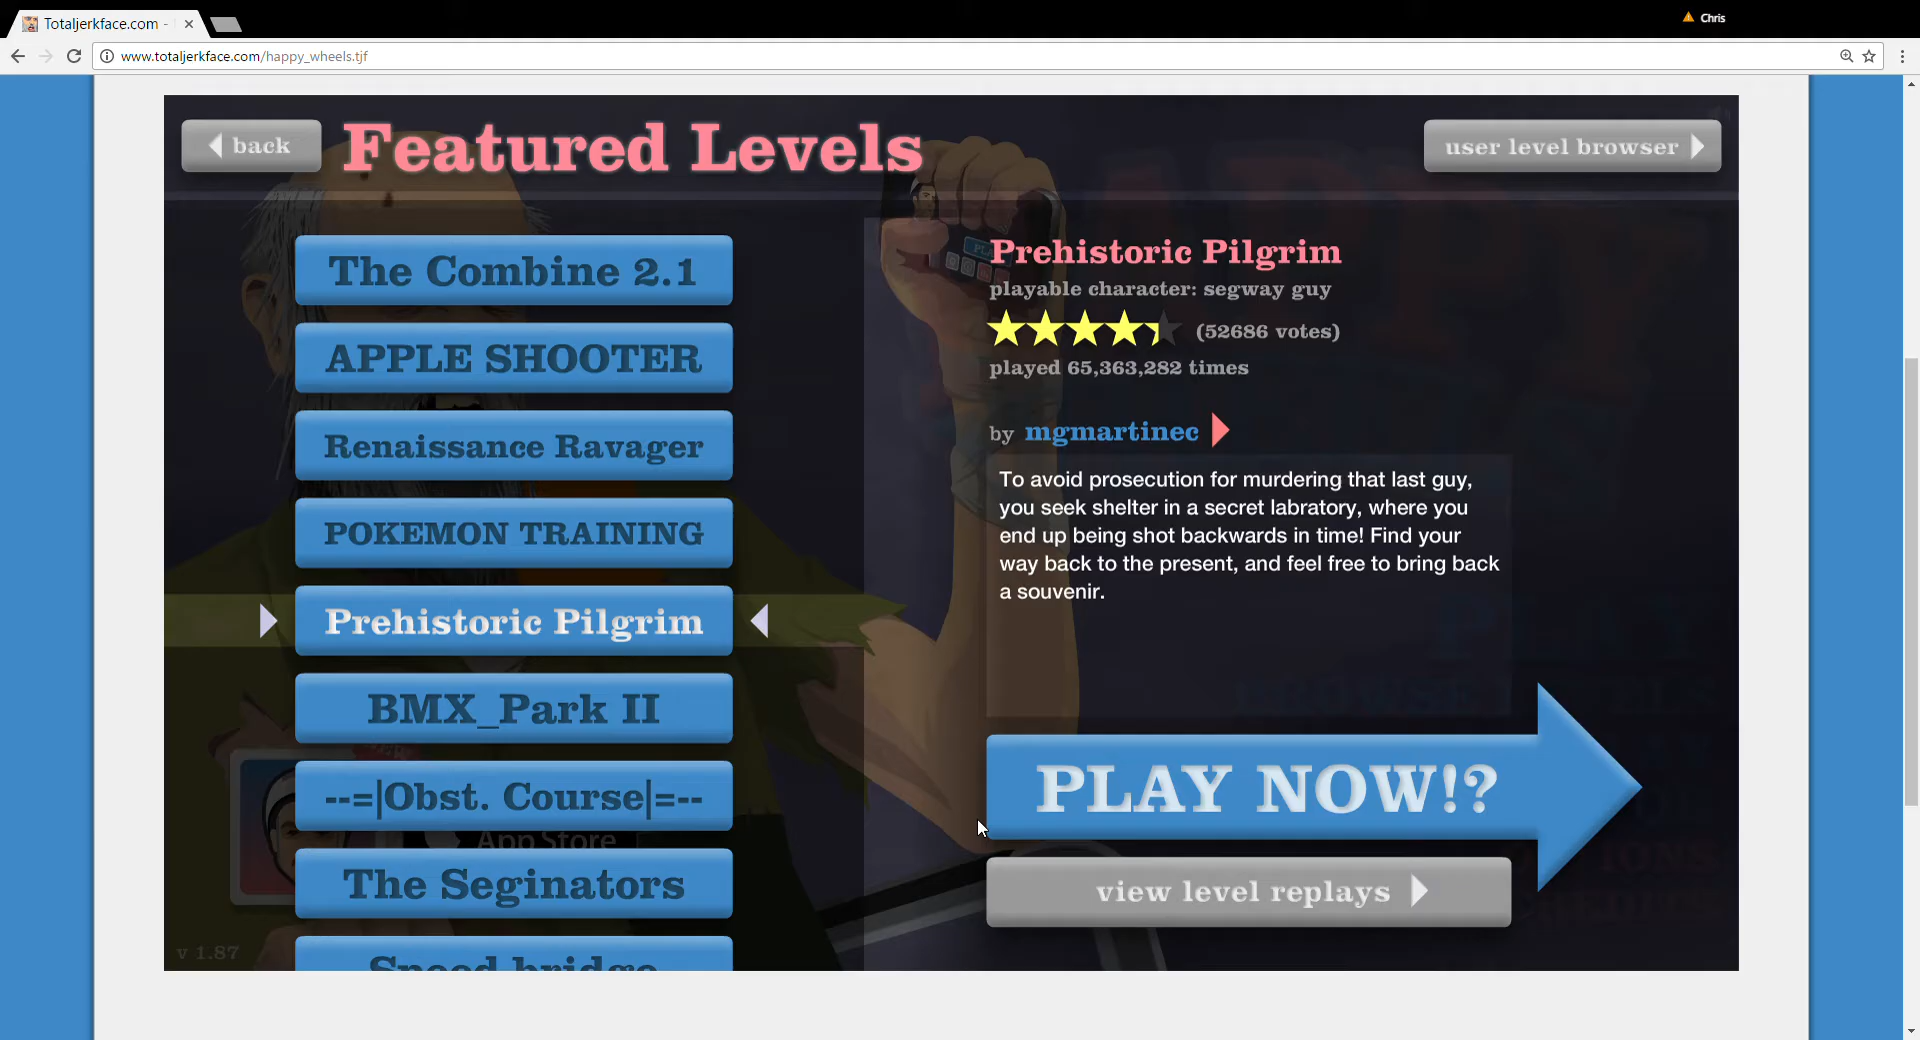 Totaljerkface.com -
Chris
www.totaljerkface.com/happy_wheels.tjf
back
Featured Levels
user level browser
The Combine 2.1
APPLE SHOOTER
Renaissance Ravager
POKEMON TRAINING
Prehistoric Pilgrim
BMX_Park II
--=|Obst. Course|=--
App Store
The Seginators
Speed bridge
v 1.87
Prehistoric Pilgrim
playable character: segway guy
(52686 votes)
played 65,363,282 times
by mgmartinec
To avoid prosecution for murdering that last guy,
you seek shelter in a secret labratory, where you
end up being shot backwards in time! Find your
way back to the present, and feel free to bring back
a souvenir.
PLAY NOW!?
view level replays